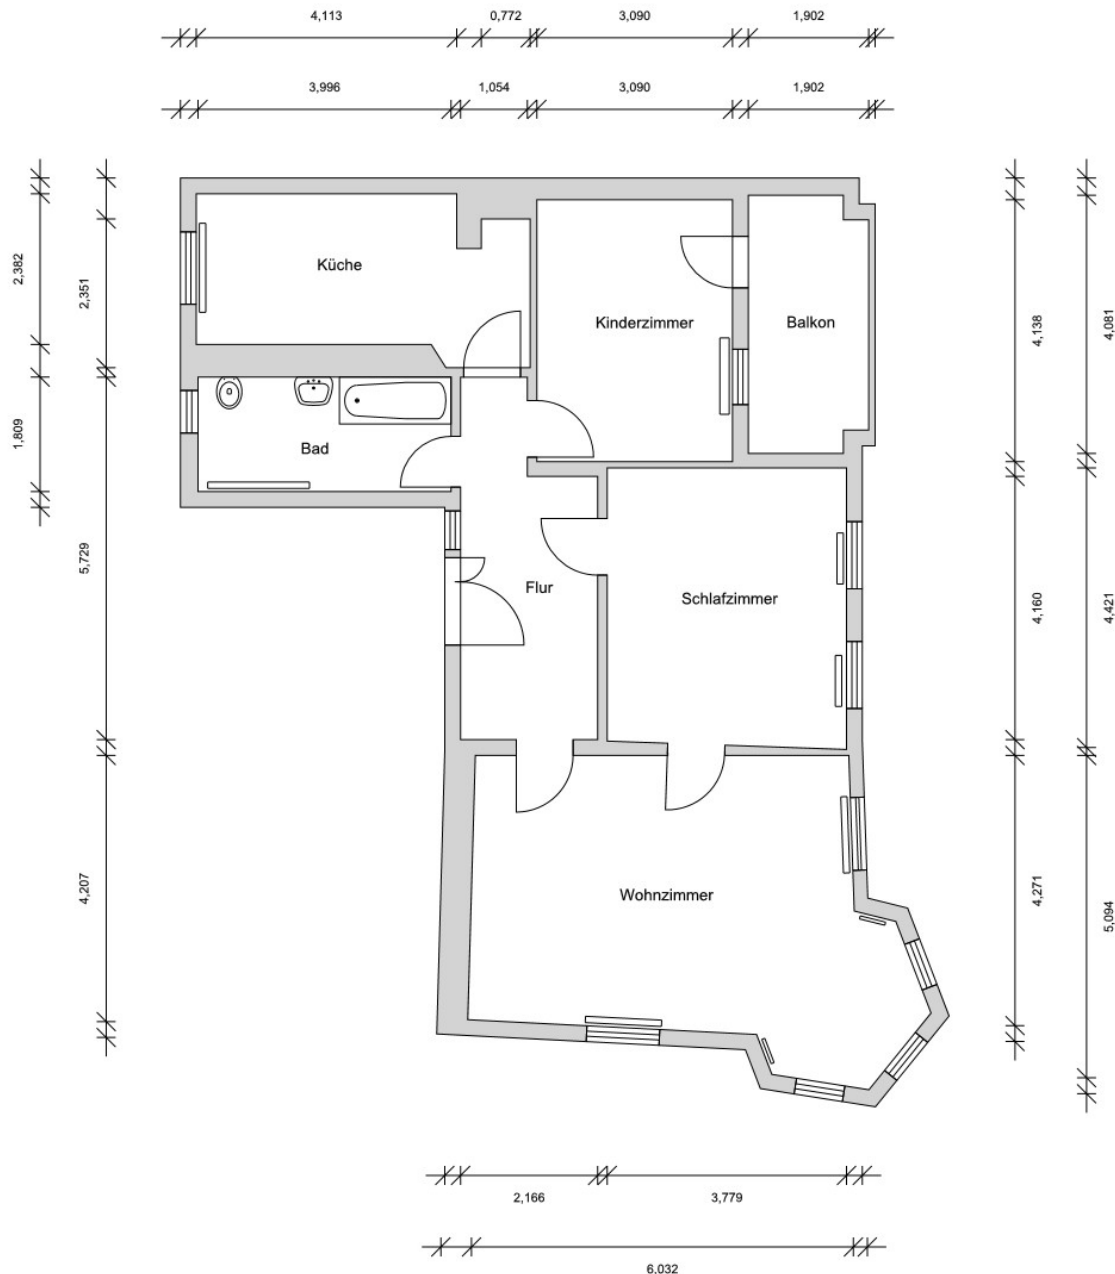 4,113 0,772 3,090 1,902
3,996 1,054 3,090 1,902
2,382
2,351
4,138
4,081
Küche
Kinderzimmer
Balkon
1,809
Bad
5,729
Flur
Schlafzimmer
4,160
4,421
4,207
Wohnzimmer
4,271
5,094
2,166 3,779
6.032